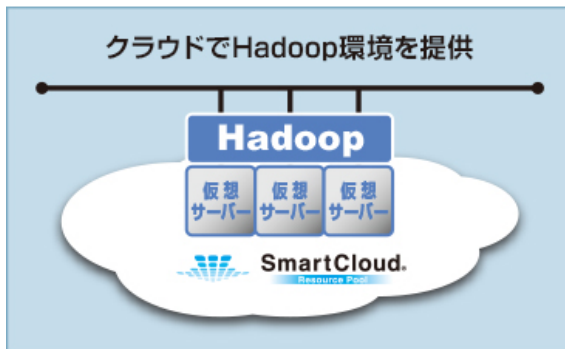 クラウドでHadoop環境を提供
Hadoop
仮想 仮想 仮想
サーバー サーバー サーバー
SmartCloud®
Resource Pool